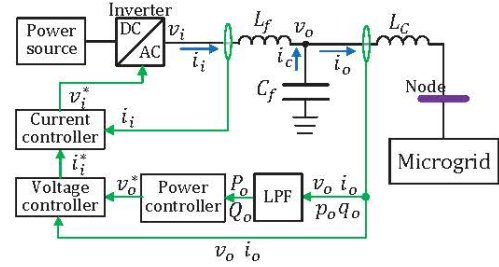 Inverter
Power
source
DC
AC
v_i
i_i
L_f
v_o
i_c
i_o
L_C
C_f
Node
v_i^*
Current
controller
i_i
i_i^*
Microgrid
Voltage
controller
v_o^*
Power
controller
P_o
Q_o
LPF
v_o i_o
p_o q_o
v_o i_o